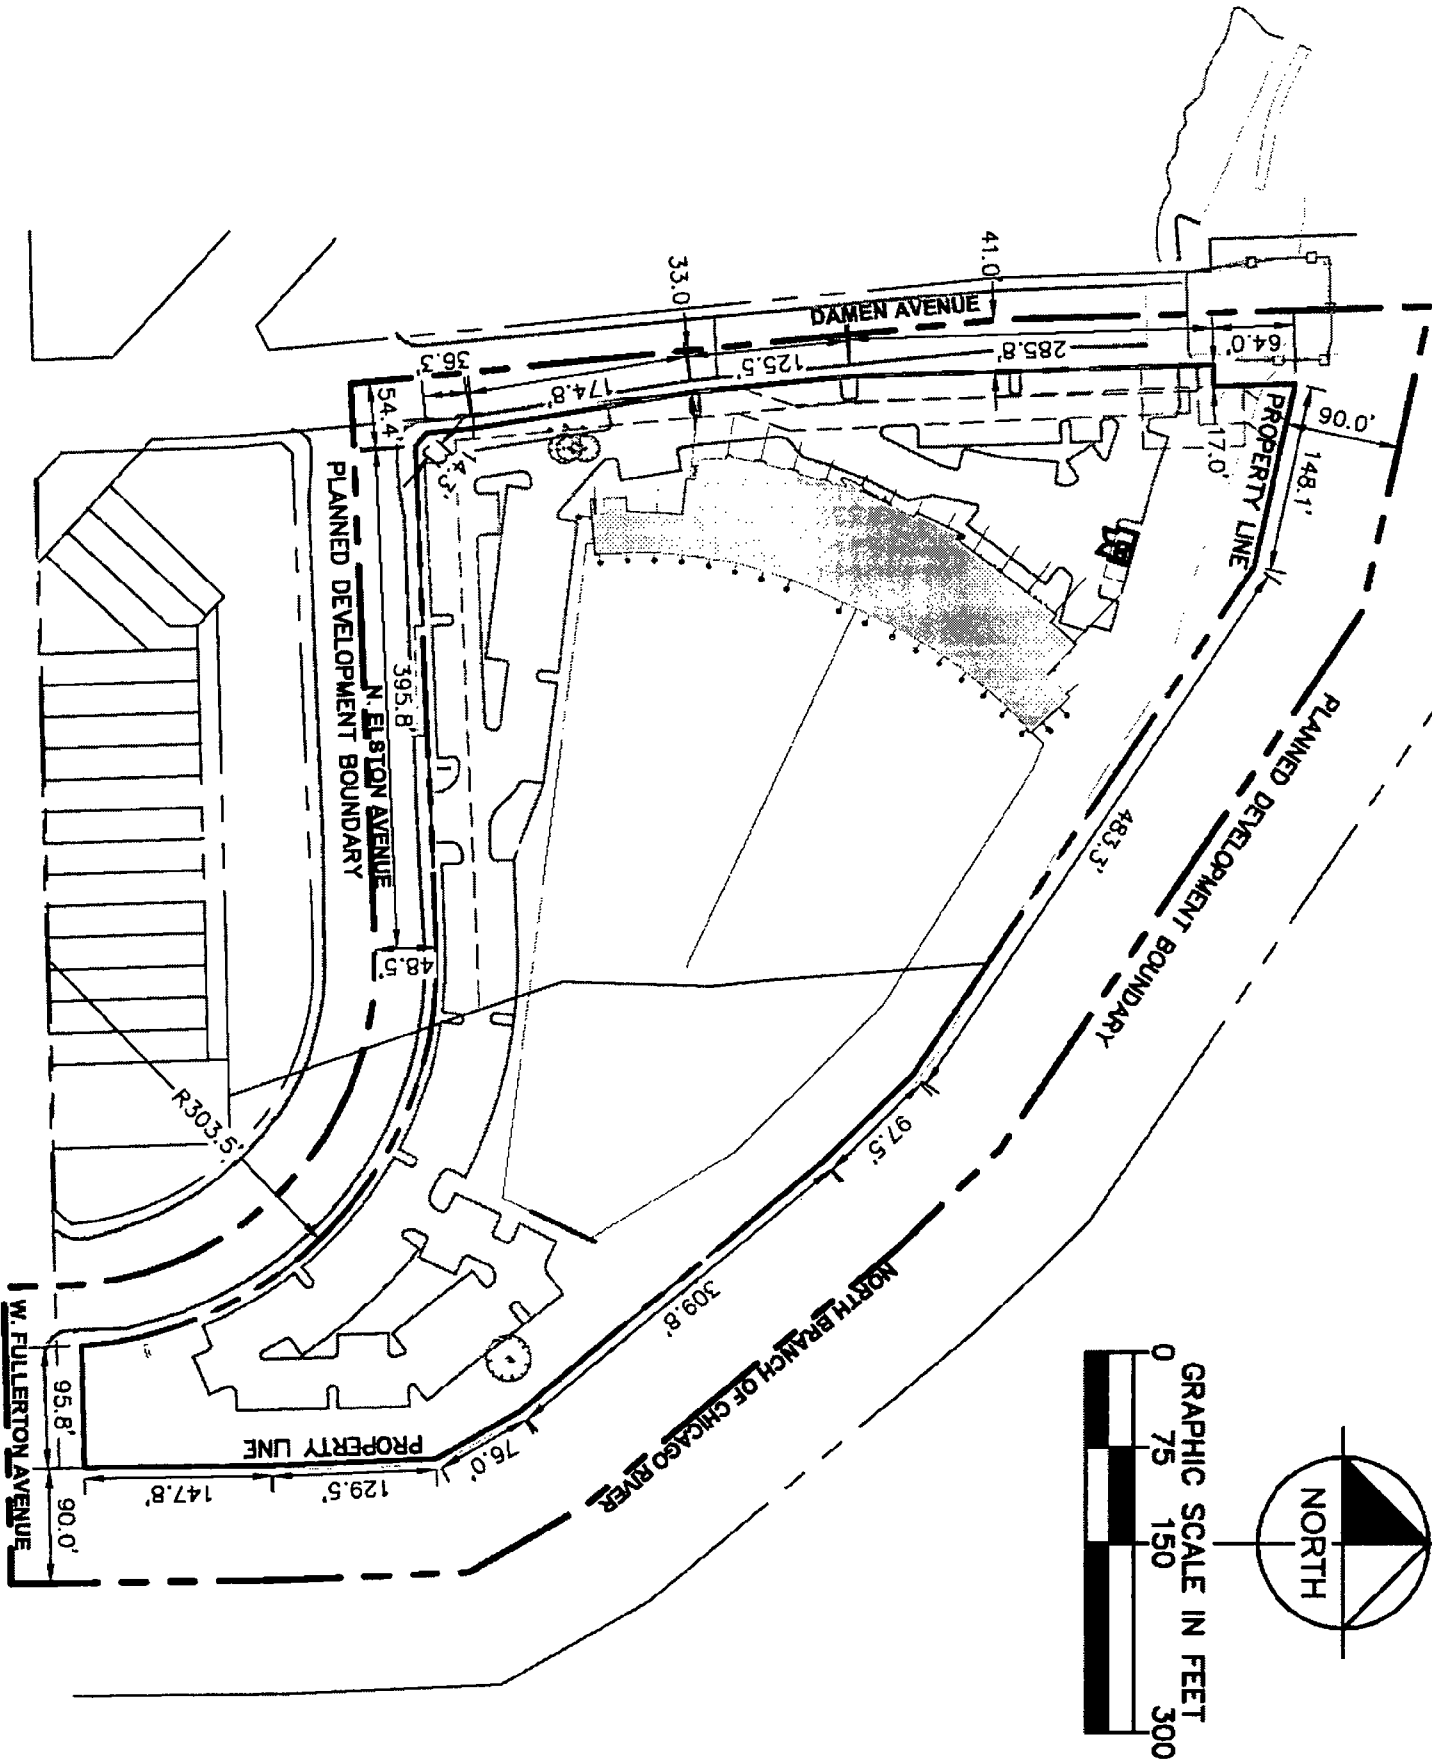 41.0'
33.0'
DAMEN AVENUE
64.0'
285.8'
125.5'
36.3'
174.8'
54.4'
17.0'
PROPERTY LINE
90.0'
148.1'
PLANNED DEVELOPMENT BOUNDARY
N. ELSTON AVENUE
395.8'
48.5'
PLANNED DEVELOPMENT BOUNDARY
483.3'
97.5'
R303.5'
309.8'
NORTH BRANCH OF CHICAGO RIVER
76.0'
PROPERTY LINE
129.5'
147.8'
95.8'
90.0'
W. FULLERTON AVENUE
GRAPHIC SCALE IN FEET
0 75 150 300
NORTH